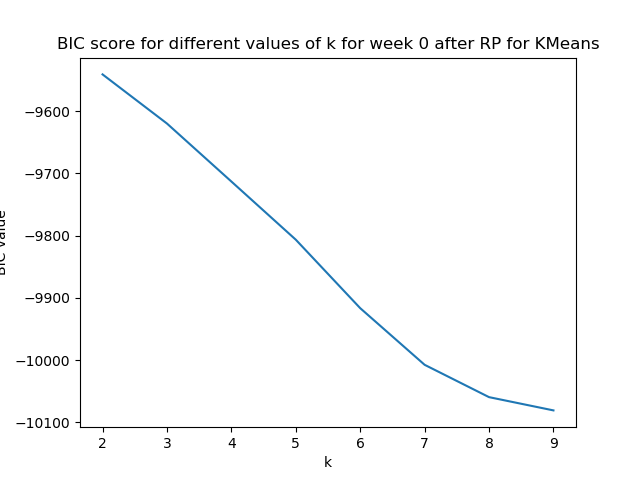 BIC score for different values of k for week 0 after RP for KMeans
BIC value
−9600
−9700
−9800
−9900
−10000
−10100
2 3 4 5 6 7 8 9
k